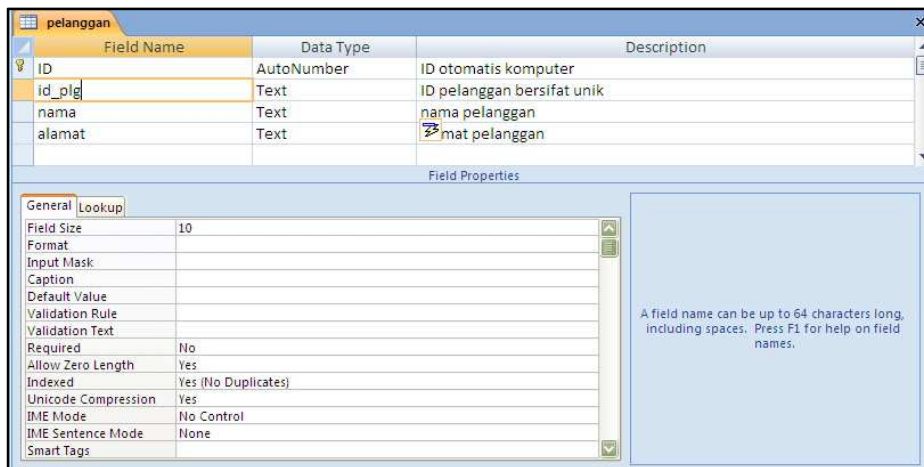 pelanggan
Field Name Data Type Description
ID AutoNumber ID otomatis komputer
id_plg Text ID pelanggan bersifat unik
nama Text nama pelanggan
alamat Text mat pelanggan
Field Properties
General Lookup
Field Size 10
Format
Input Mask
Caption
Default Value
Validation Rule
Validation Text
Required No
Allow Zero Length Yes
Indexed Yes (No Duplicates)
Unicode Compression Yes
IME Mode No Control
IME Sentence Mode None
Smart Tags
A field name can be up to 64 characters long,
including spaces. Press F1 for help on field
names.